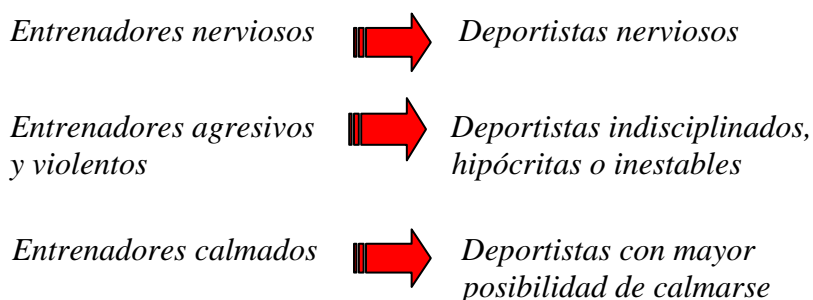 Entrenadores nerviosos
Deportistas nerviosos
Entrenadores agresivos
y violentos
Deportistas indisciplinados,
hipócritas o inestables
Entrenadores calmados
Deportistas con mayor
posibilidad de calmarse